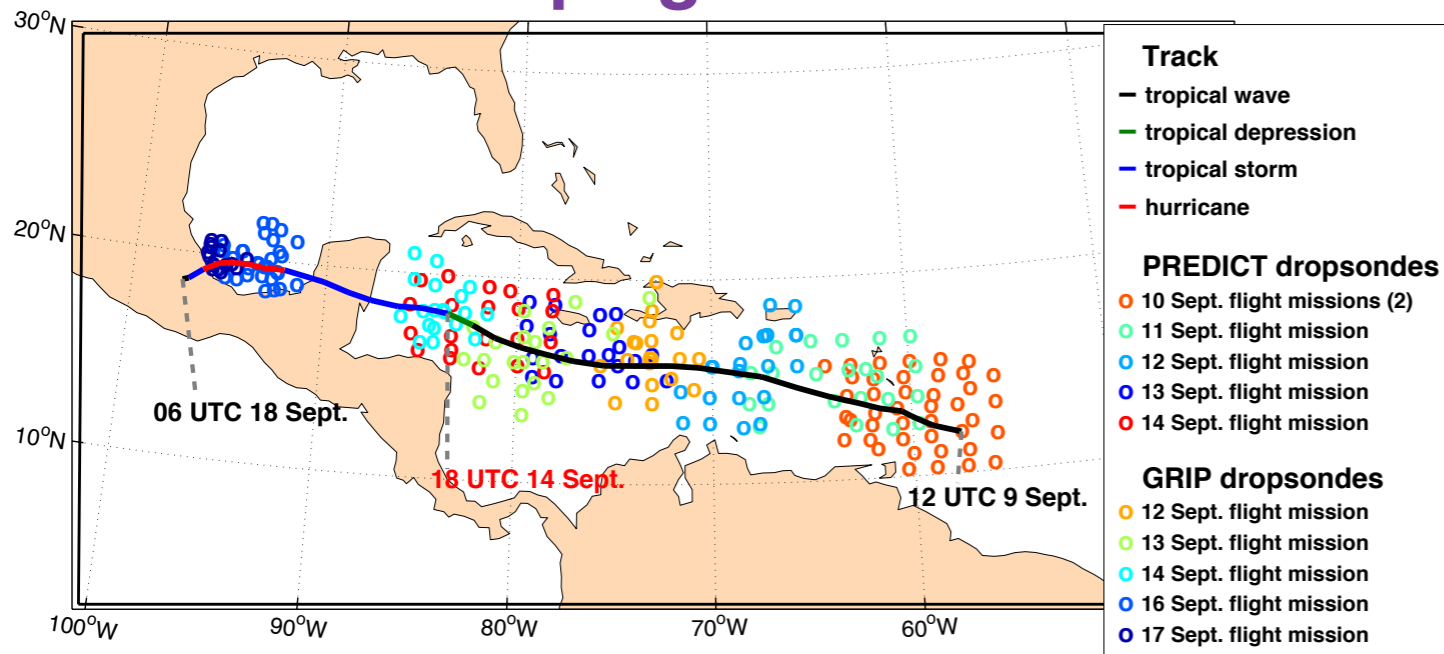 30°N
20°N
10°N
100°W
90°W
80°W
70°W
60°W
06 UTC 18 Sept.
18 UTC 14 Sept.
12 UTC 9 Sept.
Track
tropical wave
tropical depression
tropical storm
hurricane
PREDICT dropsondes
10 Sept. flight missions (2)
11 Sept. flight mission
12 Sept. flight mission
13 Sept. flight mission
14 Sept. flight mission
GRIP dropsondes
12 Sept. flight mission
13 Sept. flight mission
14 Sept. flight mission
16 Sept. flight mission
17 Sept. flight mission